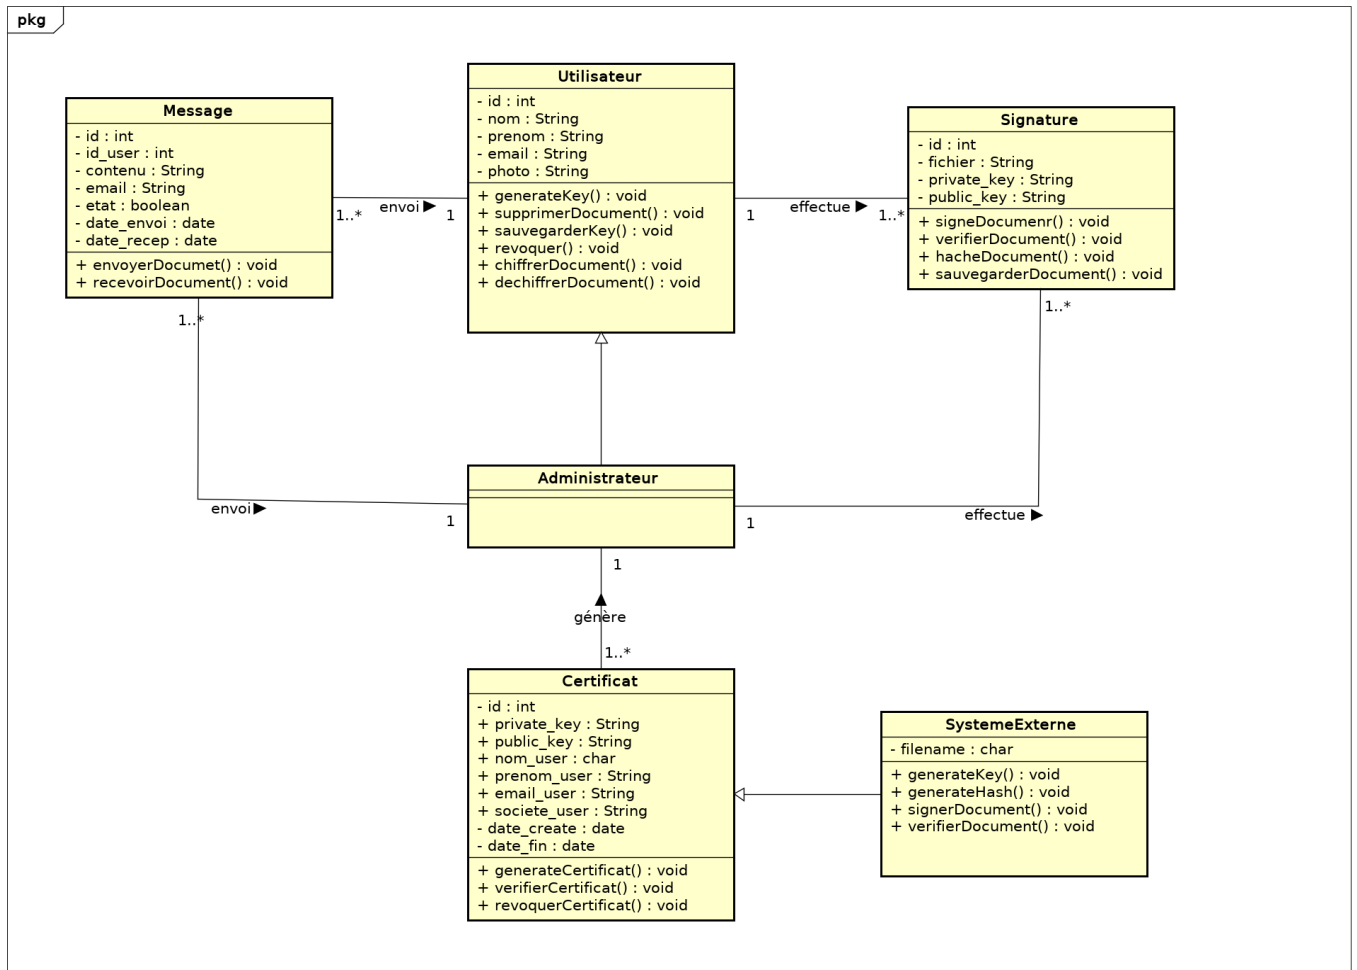 pkg
Message
- id : int
- id_user : int
- contenu : String
- email : String
- etat : boolean
- date_envoi : date
- date_recep : date
+ envoyerDocumet() : void
+ recevoirDocument() : void
Utilisateur
- id : int
- nom : String
- prenom : String
- email : String
- photo : String
+ generateKey() : void
+ supprimerDocument() : void
+ sauvegarderKey() : void
+ revoquer() : void
+ chiffrerDocument() : void
+ dechiffrerDocument() : void
Signature
- id : int
- fichier : String
- private_key : String
- public_key : String
+ signeDocumenr() : void
+ verifierDocument() : void
+ hacheDocument() : void
+ sauvegarderDocument() : void
1..*
envoi
1
1
effectue
1..*
1..*
1..*
Administrateur
envoi
1
1
effectue
1
génère
1..*
Certificat
- id : int
+ private_key : String
+ public_key : String
+ nom_user : char
+ prenom_user : String
+ email_user : String
+ societe_user : String
- date_create : date
- date_fin : date
+ generateCertificat() : void
+ verifierCertificat() : void
+ revoquerCertificat() : void
SystemeExterne
- filename : char
+ generateKey() : void
+ generateHash() : void
+ signerDocument() : void
+ verifierDocument() : void